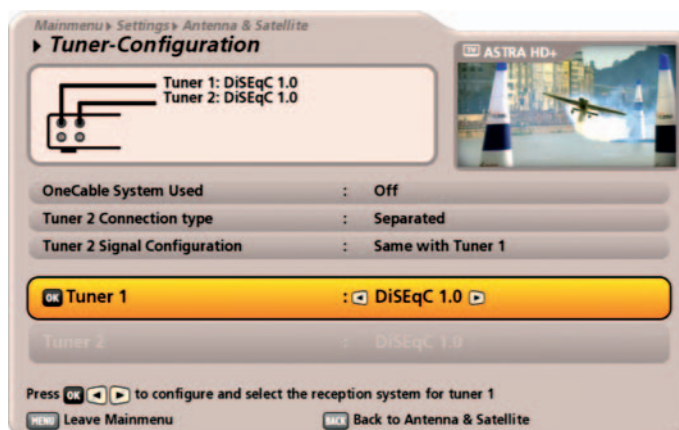 Mainmenu ▸ Settings ▸ Antenna & Satellite
▸ Tuner-Configuration
TV ASTRA HD+
Tuner 1: DiSEqC 1.0
Tuner 2: DiSEqC 1.0
OneCable System Used : Off
Tuner 2 Connection type : Separated
Tuner 2 Signal Configuration : Same with Tuner 1
OK Tuner 1 : ◂ DiSEqC 1.0 ▸
Tuner 2 : DiSEqC 1.0
Press OK ◂ ▸ to configure and select the reception system for tuner 1
MENU Leave Mainmenu BACK Back to Antenna & Satellite